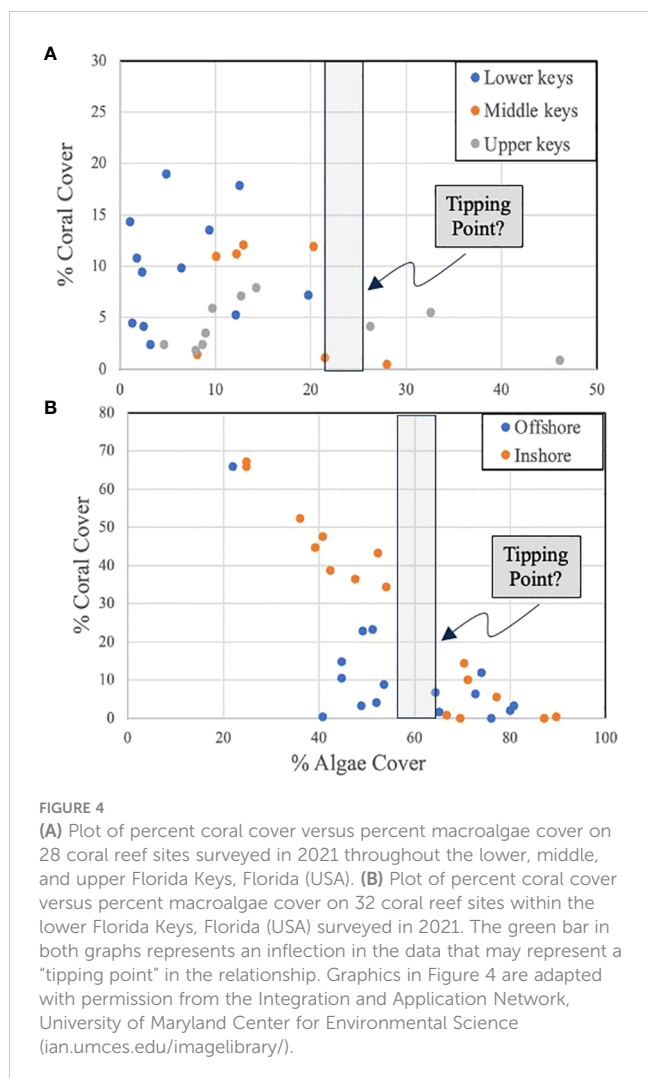 A
30
25
20
15
10
5
0
% Coral Cover
Lower keys
Middle keys
Upper keys
Tipping
Point?
0 10 20 30 40 50
B
80
70
60
50
40
30
20
10
0
% Coral Cover
Offshore
Inshore
Tipping
Point?
0 20 40 60 80 100
% Algae Cover
FIGURE 4
(A) Plot of percent coral cover versus percent macroalgae cover on
28 coral reef sites surveyed in 2021 throughout the lower, middle,
and upper Florida Keys, Florida (USA). (B) Plot of percent coral cover
versus percent macroalgae cover on 32 coral reef sites within the
lower Florida Keys, Florida (USA) surveyed in 2021. The green bar in
both graphs represents an inflection in the data that may represent a
"tipping point" in the relationship. Graphics in Figure 4 are adapted
with permission from the Integration and Application Network,
University of Maryland Center for Environmental Science
(ian.umces.edu/imagelibrary/).